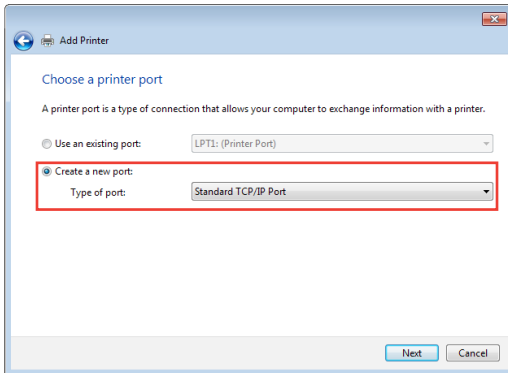 Add Printer
Choose a printer port
A printer port is a type of connection that allows your computer to exchange information with a printer.
Use an existing port: LPT1: (Printer Port)
Create a new port:
Type of port: Standard TCP/IP Port
Next Cancel